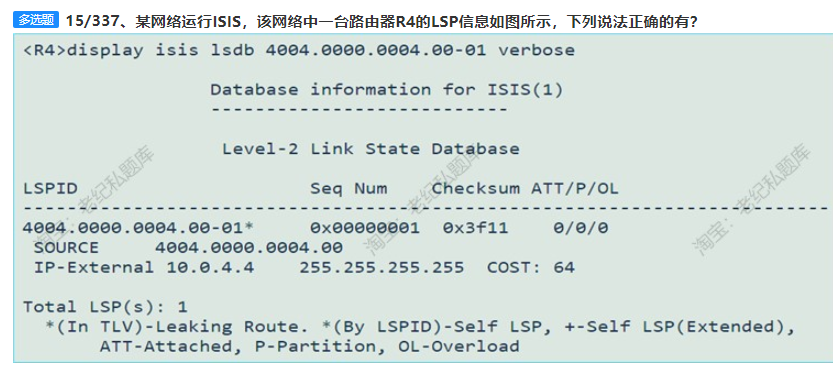 多选题 15/337、某网络运行ISIS，该网络中一台路由器R4的LSP信息如图所示，下列说法正确的有？
<R4>display isis lsdb 4004.0000.0004.00-01 verbose
Database information for ISIS(1)
--------------------------------
Level-2 Link State Database
LSPID Seq Num Checksum ATT/P/OL
-------------------------------------------------------------------------
4004.0000.0004.00-01* 0x00000001 0x3f11 0/0/0
SOURCE 4004.0000.0004.00
IP-External 10.0.4.4 255.255.255.255 COST: 64
Total LSP(s): 1
*(In TLV)-Leaking Route. *(By LSPID)-Self LSP, +-Self LSP(Extended),
ATT-Attached, P-Partition, OL-Overload
淘宝：老纪私题库
淘宝：老纪私题库
淘宝：老纪私题库